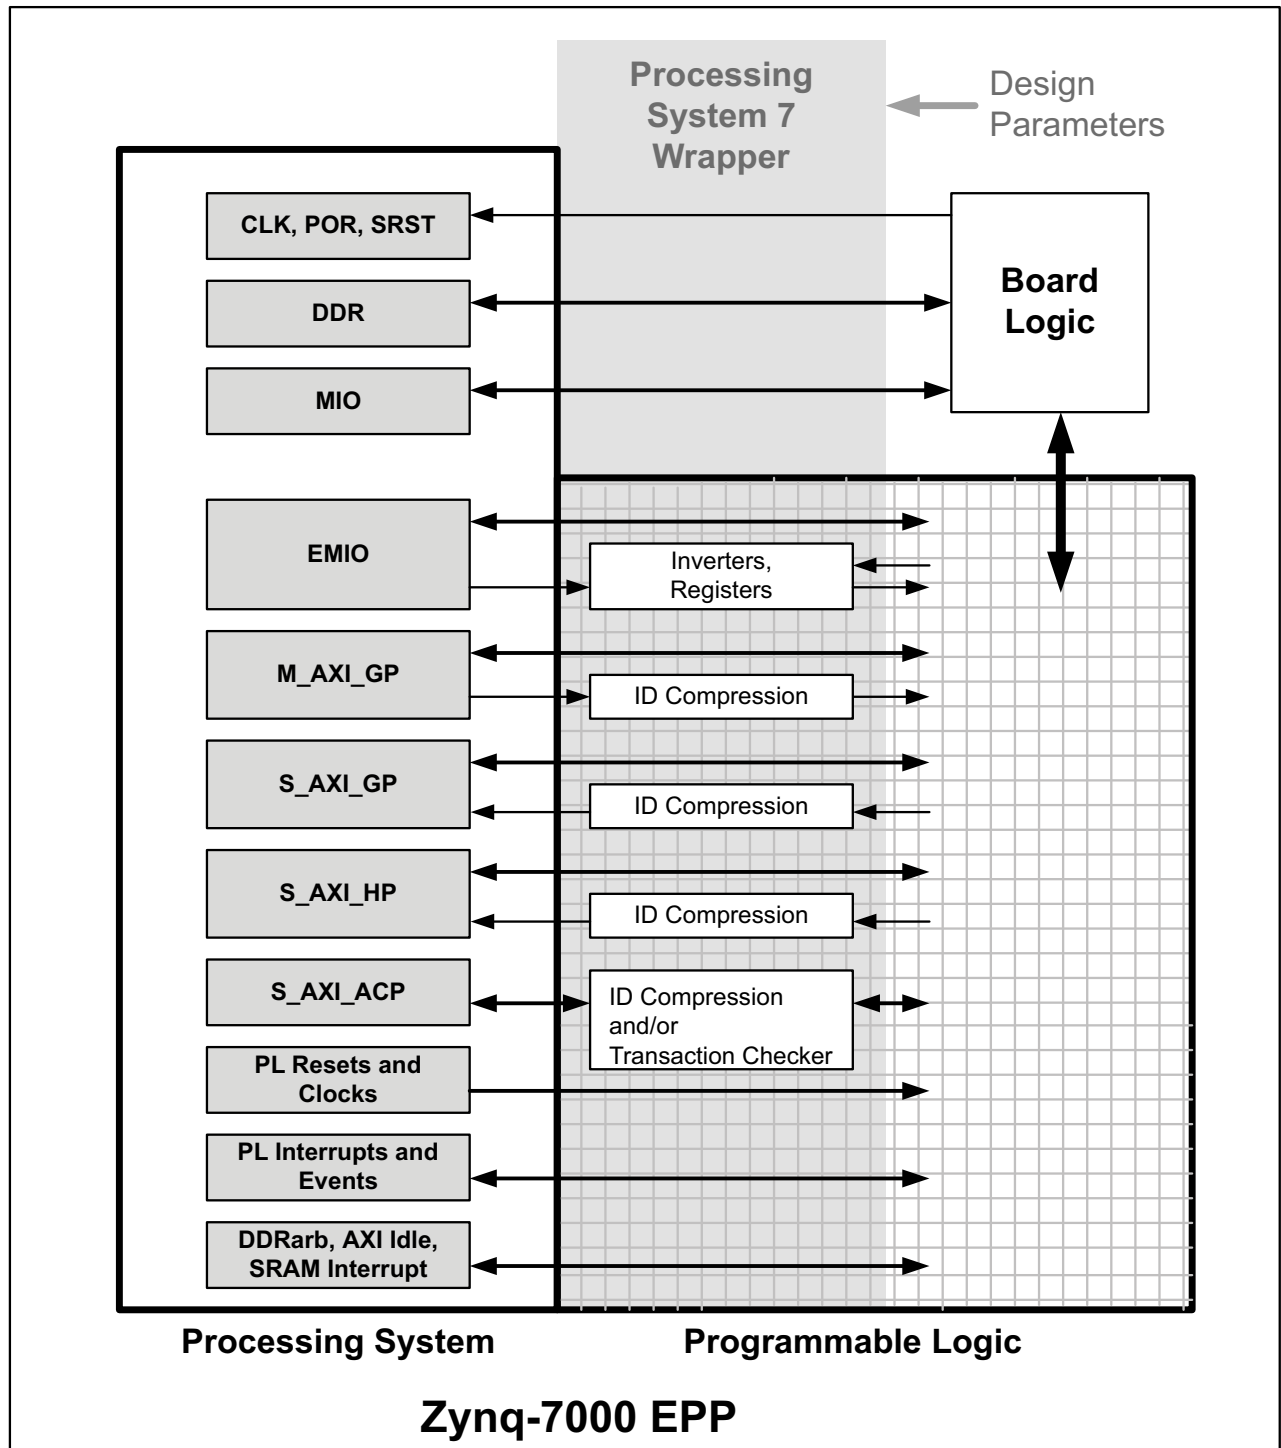 Processing
System 7
Wrapper
Design
Parameters
CLK, POR, SRST
DDR
MIO
Board
Logic
EMIO
Inverters,
Registers
M_AXI_GP
ID Compression
S_AXI_GP
ID Compression
S_AXI_HP
ID Compression
S_AXI_ACP
ID Compression
and/or
Transaction Checker
PL Resets and
Clocks
PL Interrupts and
Events
DDRarb, AXI Idle,
SRAM Interrupt
Processing System
Programmable Logic
Zynq-7000 EPP